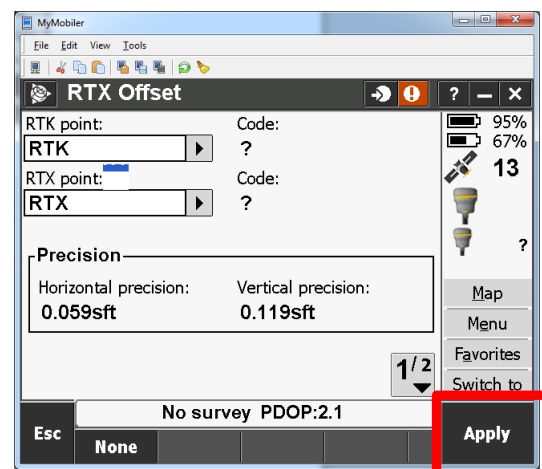 MyMobiler
File Edit View Tools
RTX Offset
? – ×
RTK point:
Code:
95%
67%
RTK
?
13
RTX point:
Code:
RTX
?
?
Precision
Horizontal precision:
Vertical precision:
0.059sft
0.119sft
Map
Menu
Favorites
1/2
Switch to
No survey PDOP:2.1
Esc
None
Apply